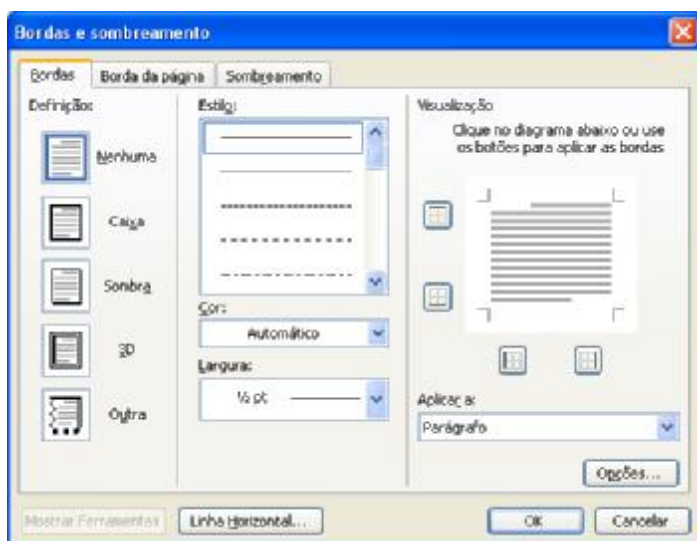 Bordas e sombreamento
Bordas Borda da página Sombreamento
Definição:
Nenhuma
Caixa
Sombra
3D
Outra
Estilo:
Cor:
Automático
Largura:
½ pt
Visualização
Clique no diagrama abaixo ou use
os botões para aplicar as bordas
Aplicar a:
Parágrafo
Opções...
Mostrar Ferramentas Linha Horizontal... OK Cancelar